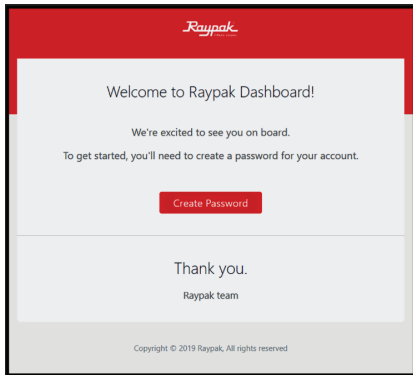 Raypak
Welcome to Raypak Dashboard!
We're excited to see you on board.
To get started, you'll need to create a password for your account.
Create Password
Thank you.
Raypak team
Copyright © 2019 Raypak, All rights reserved